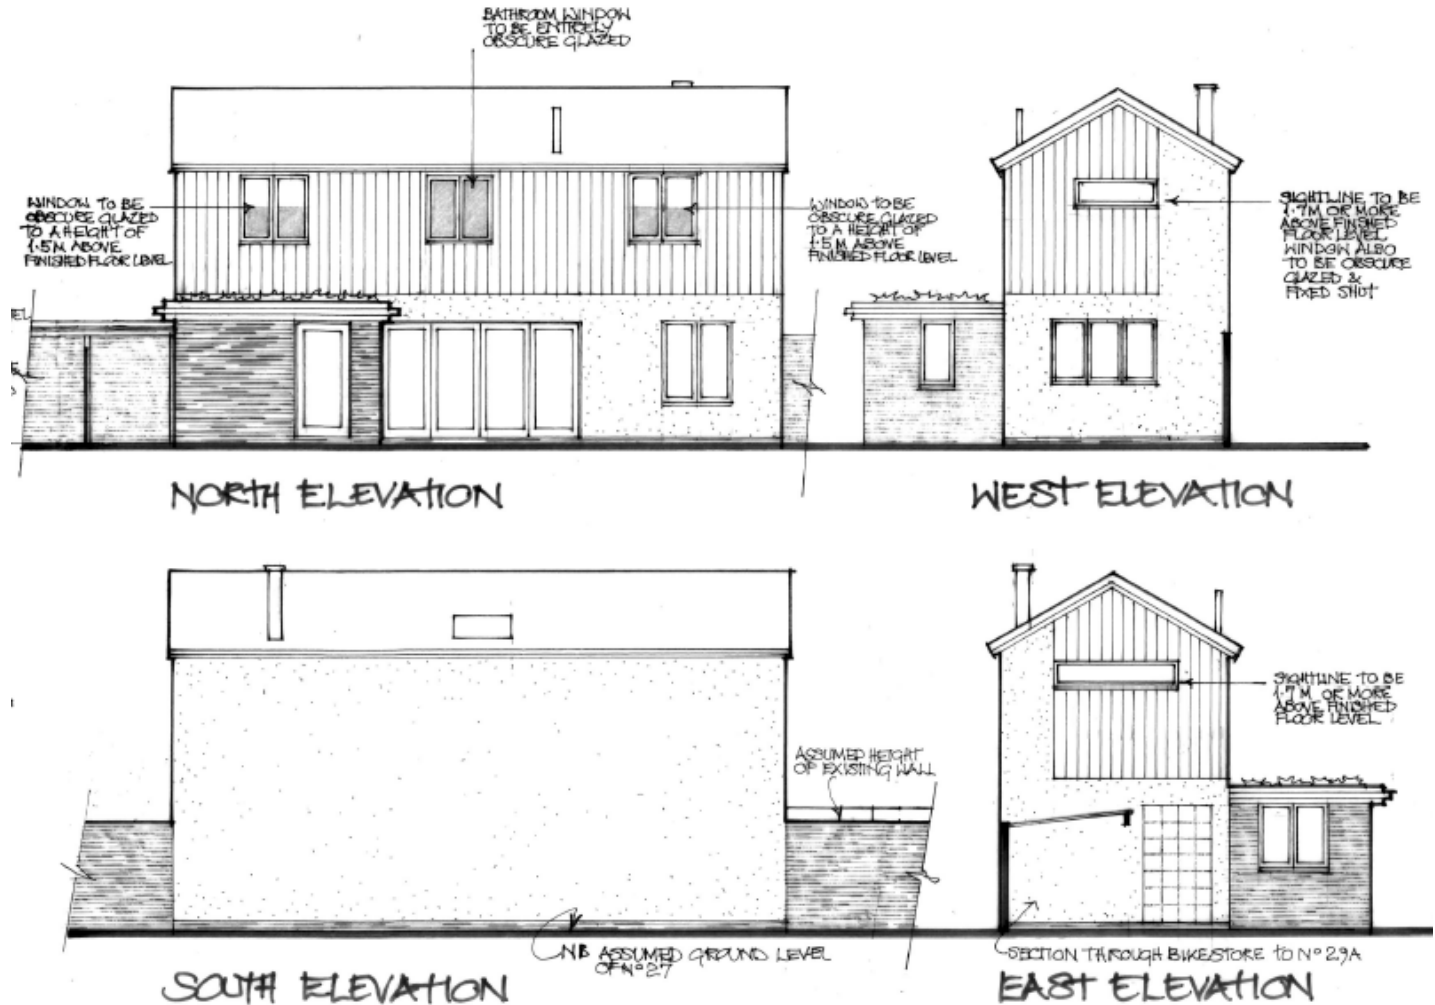 BATHROOM WINDOW
TO BE ENTIRELY
OBSCURE GLAZED
WINDOW TO BE
OBSCURE GLAZED
TO A HEIGHT OF
1.5M ABOVE
FINISHED FLOOR LEVEL
WINDOW TO BE
OBSCURE GLAZED
TO A HEIGHT OF
1.5M ABOVE
FINISHED FLOOR LEVEL
SIGHTLINE TO BE
1.7M OR MORE
ABOVE FINISHED
FLOOR LEVEL
WINDOW ALSO
TO BE OBSCURE
GLAZED &
FIXED SHUT
NORTH ELEVATION
WEST ELEVATION
ASSUMED HEIGHT
OF EXISTING WALL
SIGHTLINE TO BE
1.7M OR MORE
ABOVE FINISHED
FLOOR LEVEL
NB ASSUMED GROUND LEVEL
OF Nº 27
SECTION THROUGH BIKESTORE TO Nº 29A
SOUTH ELEVATION
EAST ELEVATION